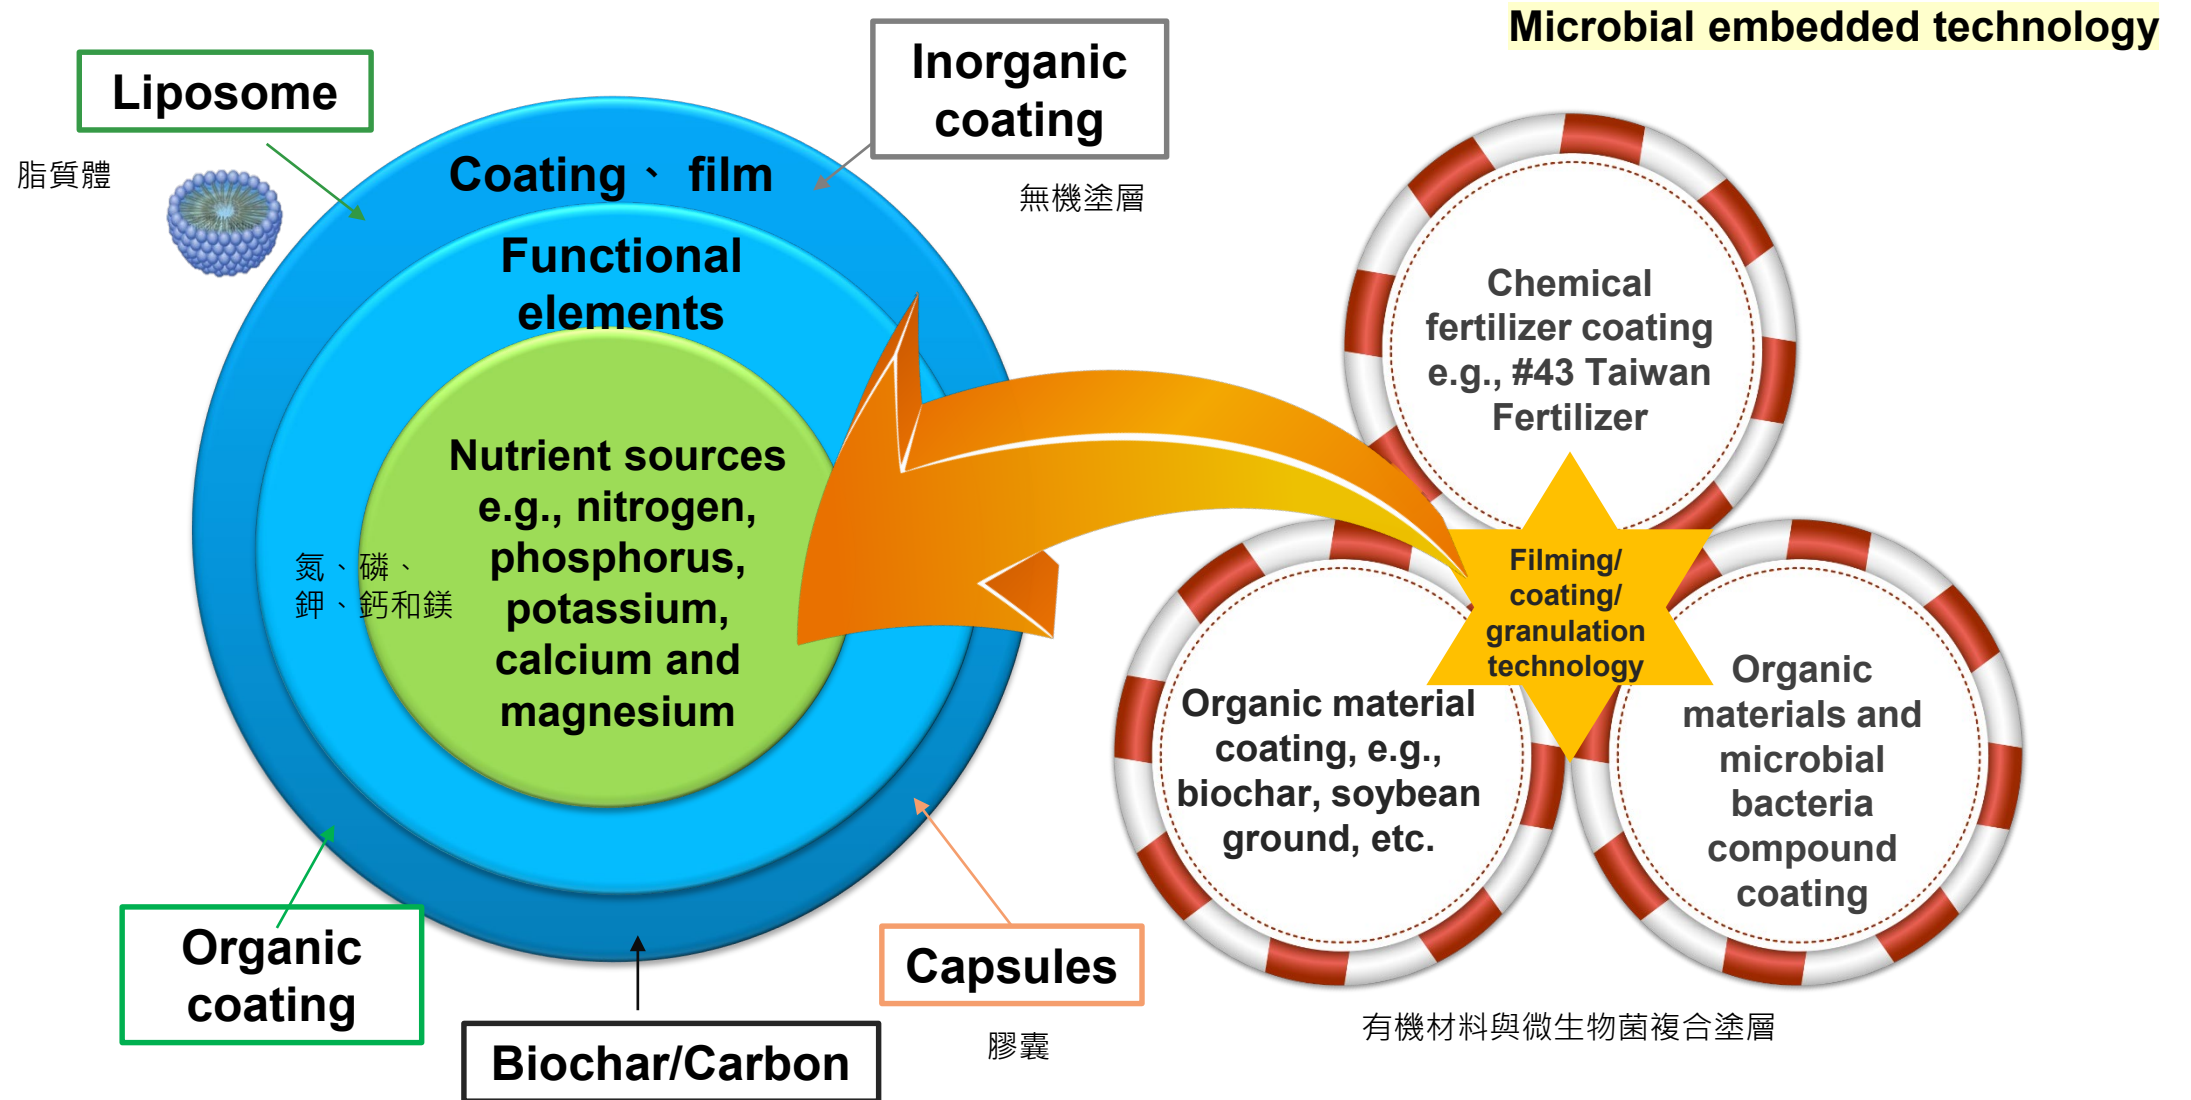 Microbial embedded technology
Liposome
脂質體
Inorganic
coating
無機塗層
Coating、 film
Functional
elements
Nutrient sources
e.g., nitrogen,
phosphorus,
potassium,
calcium and
magnesium
氮、磷、
鉀、鈣和鎂
Organic
coating
Biochar/Carbon
Capsules
膠囊
Chemical
fertilizer coating
e.g., #43 Taiwan
Fertilizer
Filming/
coating/
granulation
technology
Organic material
coating, e.g.,
biochar, soybean
ground, etc.
Organic
materials and
microbial
bacteria
compound
coating
有機材料與微生物菌複合塗層